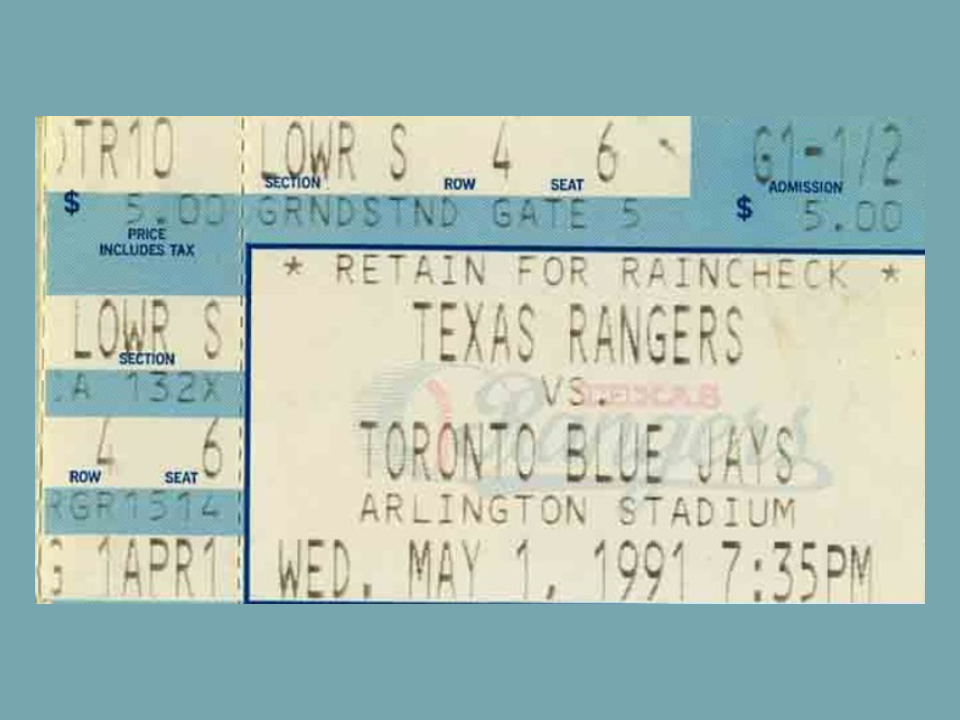 TR10
$ 5.00
PRICE
INCLUDES TAX
LOWR S
SECTION
A 132X
4 6
ROW SEAT
RGR1514
1APR1
LOWR S 4 6 G1-1/2
SECTION ROW SEAT ADMISSION
GRNDSTND GATE 5 $ 5.00
* RETAIN FOR RAINCHECK *
TEXAS RANGERS
VS.
TEXAS
Rangers
TORONTO BLUE JAYS
ARLINGTON STADIUM
WED. MAY 1, 1991 7:35PM